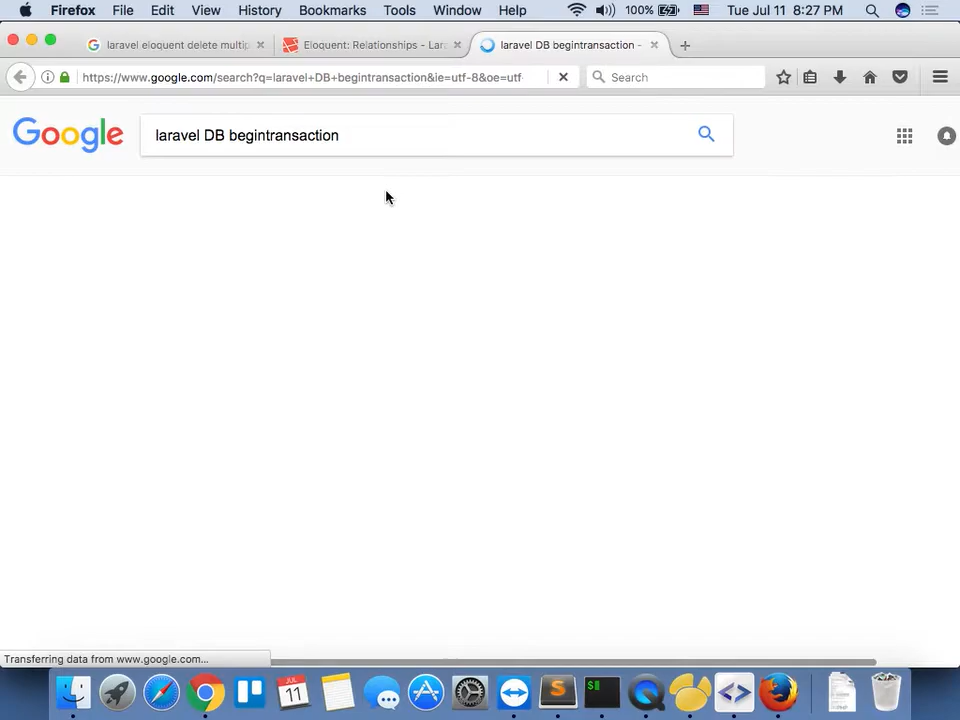 Firefox File Edit View History Bookmarks Tools Window Help 100% Tue Jul 11 8:27 PM
laravel eloquent delete multip Eloquent: Relationships - Lar laravel DB begintransaction -
https://www.google.com/search?q=laravel+DB+begintransaction&ie=utf-8&oe=utf- Search
Google laravel DB begintransaction
Transferring data from www.google.com...
JUL
11
S
$